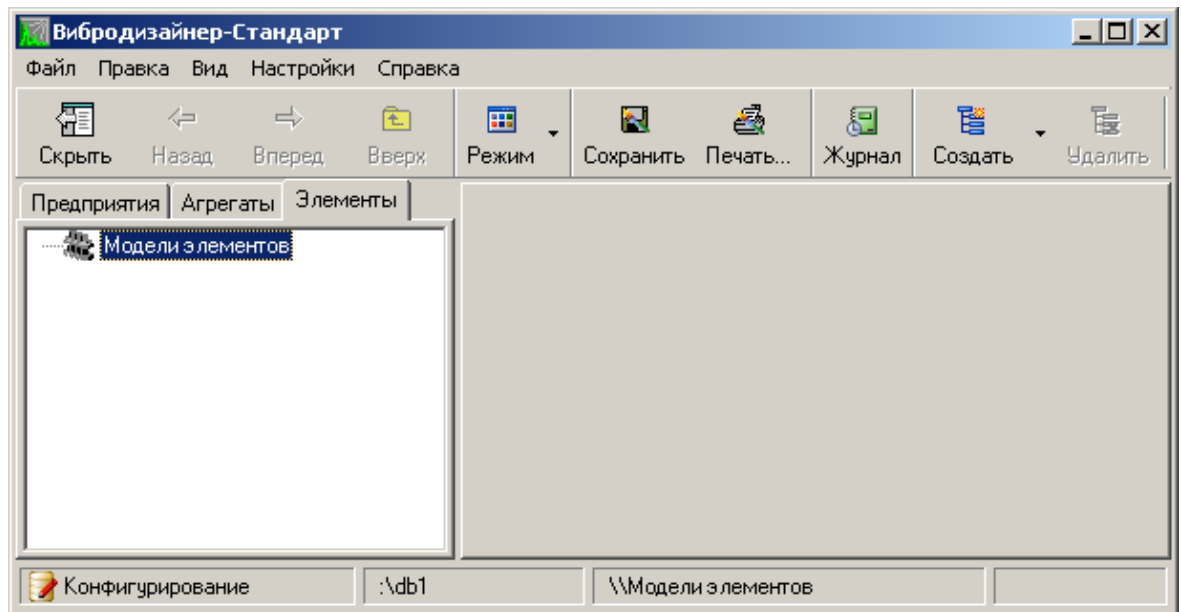 Вибродизайнер-Стандарт
Файл Правка Вид Настройки Справка
Скрыть Назад Вперед Вверх Режим Сохранить Печать... Журнал Создать Удалить
Предприятия Агрегаты Элементы
Модели элементов
Конфигурирование :\db1 \\Модели элементов